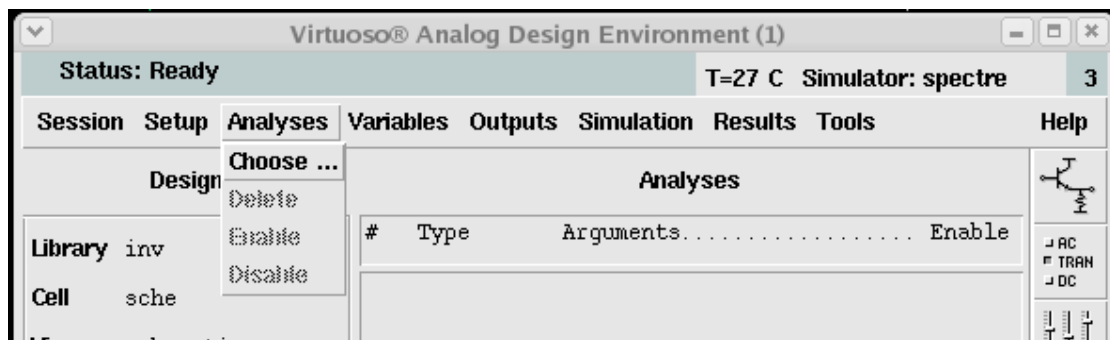 Virtuoso® Analog Design Environment (1)
Status: Ready T=27 C Simulator: spectre 3
Session Setup Analyses Variables Outputs Simulation Results Tools Help
Choose ...
Delete
Enable
Disable
Design
Analyses
# Type Arguments................... Enable
Library inv
Cell sche
AC
TRAN
DC